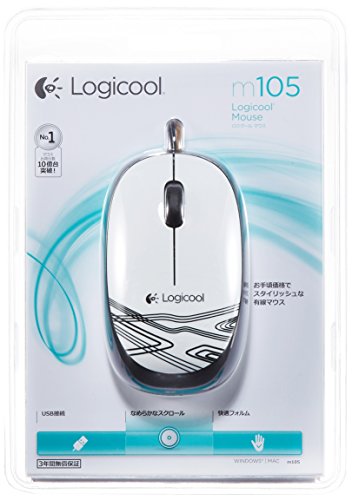 Logicool
m105
Logicool
Mouse
ロジクール マウス
No.1
10億台
突破!
お手頃価格で
スタイリッシュな
有線マウス
Logicool
USB接続
なめらかなスクロール
快適フォルム
3年間無償保証
WINDOWS | MAC
m105